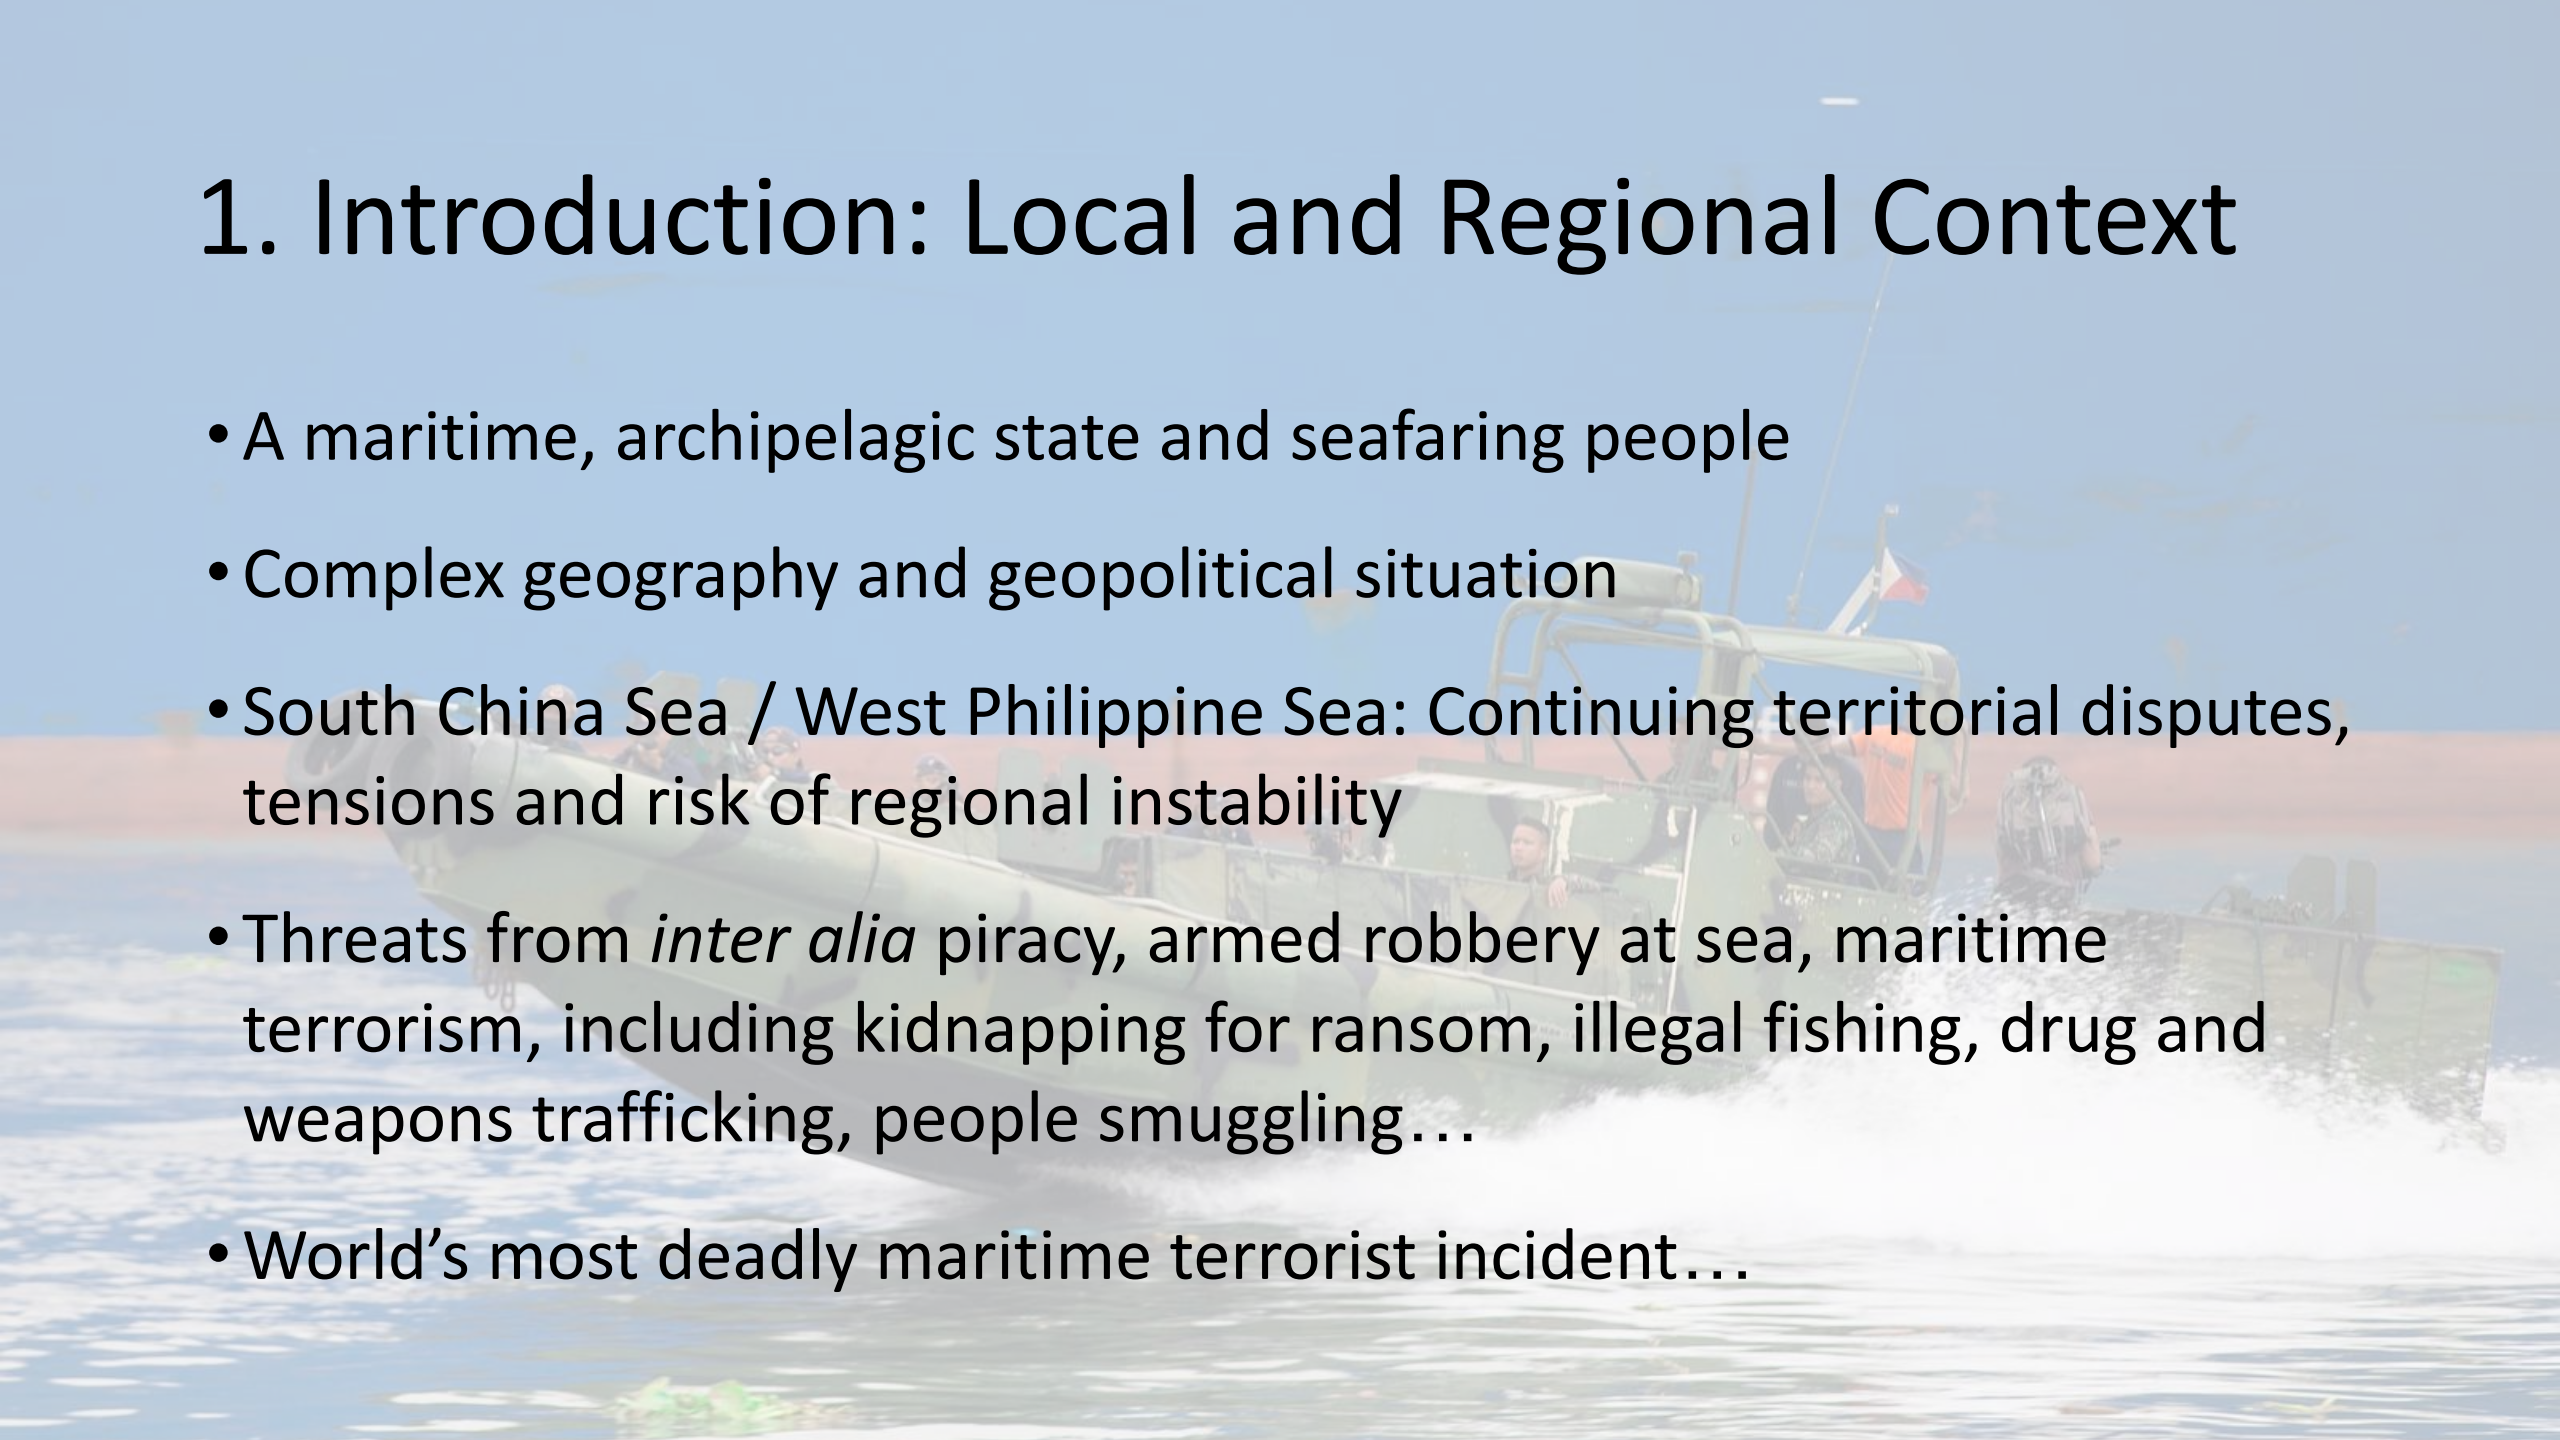 1. Introduction: Local and Regional Context
• A maritime, archipelagic state and seafaring people
• Complex geography and geopolitical situation
• South China Sea / West Philippine Sea: Continuing territorial disputes,
tensions and risk of regional instability
• Threats from inter alia piracy, armed robbery at sea, maritime
terrorism, including kidnapping for ransom, illegal fishing, drug and
weapons trafficking, people smuggling…
• World’s most deadly maritime terrorist incident…